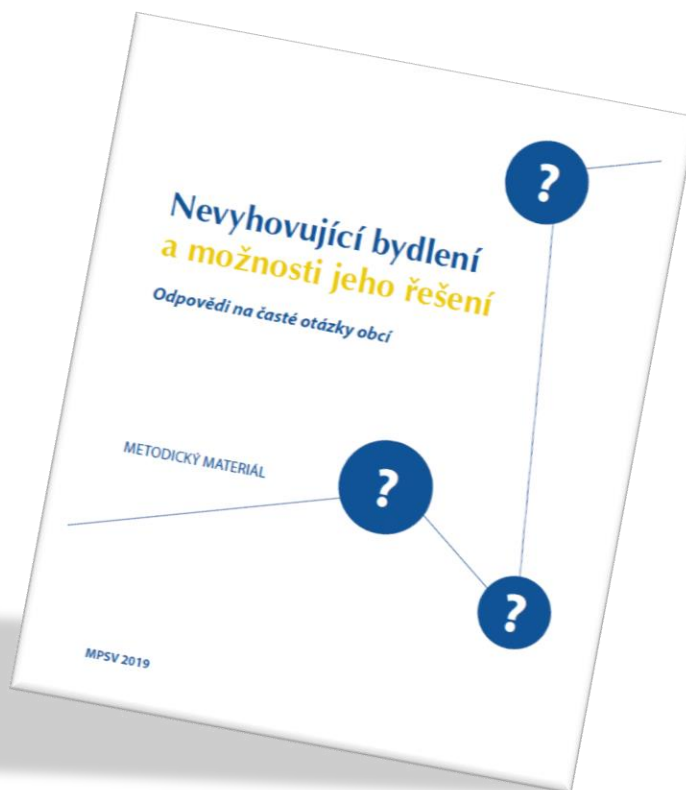 ?
Nevyhovující bydlení
a možnosti jeho řešení
Odpovědi na časté otázky obcí
METODICKÝ MATERIÁL
?
?
MPSV 2019